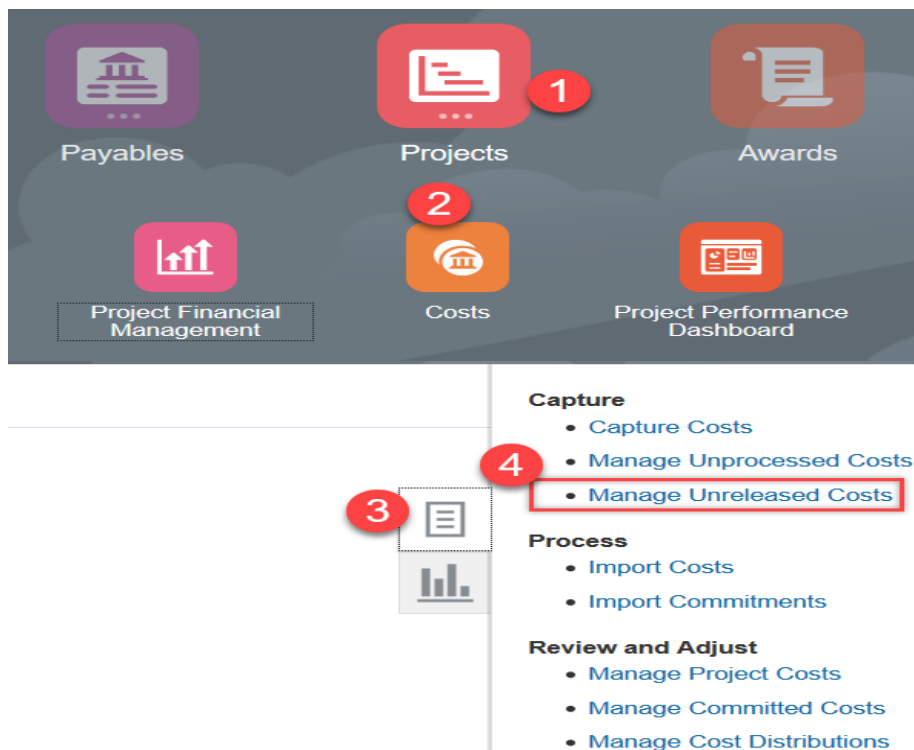 Payables
Projects
1
Awards
2
Project Financial
Management
Costs
Project Performance
Dashboard
Capture
• Capture Costs
4
• Manage Unprocessed Costs
• Manage Unreleased Costs
3
Process
• Import Costs
• Import Commitments
Review and Adjust
• Manage Project Costs
• Manage Committed Costs
• Manage Cost Distributions